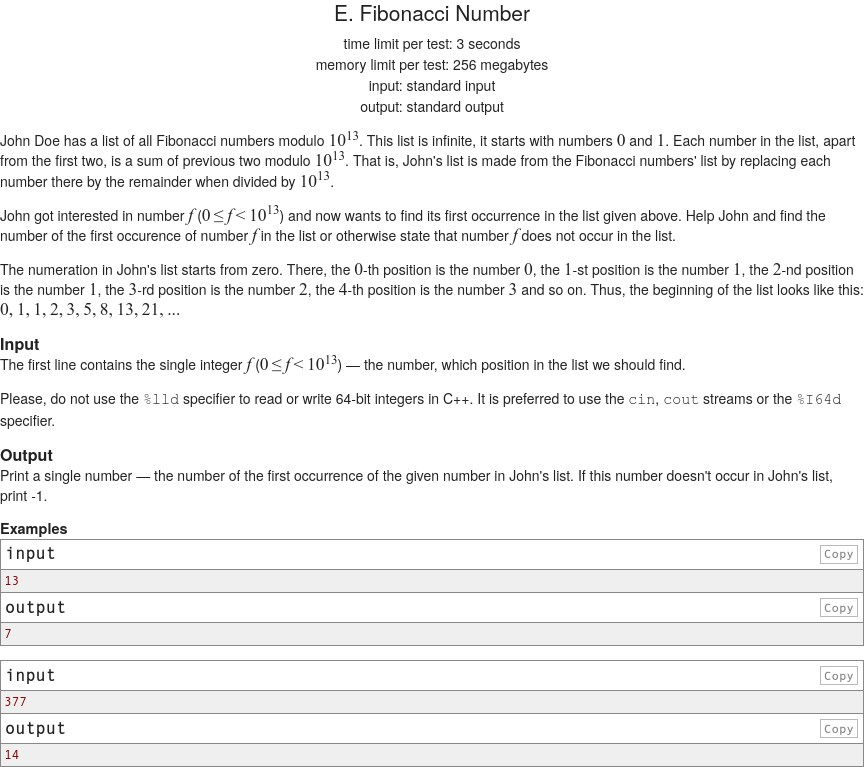 E. Fibonacci Number
time limit per test: 3 seconds
memory limit per test: 256 megabytes
input: standard input
output: standard output
John Doe has a list of all Fibonacci numbers modulo 10^13. This list is infinite, it starts with numbers 0 and 1. Each number in the list, apart
from the first two, is a sum of previous two modulo 10^13. That is, John's list is made from the Fibonacci numbers' list by replacing each
number there by the remainder when divided by 10^13.
John got interested in number f (0 ≤ f < 10^13) and now wants to find its first occurrence in the list given above. Help John and find the
number of the first occurence of number f in the list or otherwise state that number f does not occur in the list.
The numeration in John's list starts from zero. There, the 0-th position is the number 0, the 1-st position is the number 1, the 2-nd position
is the number 1, the 3-rd position is the number 2, the 4-th position is the number 3 and so on. Thus, the beginning of the list looks like this:
0, 1, 1, 2, 3, 5, 8, 13, 21, ...
Input
The first line contains the single integer f (0 ≤ f < 10^13) — the number, which position in the list we should find.
Please, do not use the %lld specifier to read or write 64-bit integers in C++. It is preferred to use the cin, cout streams or the %I64d
specifier.
Output
Print a single number — the number of the first occurrence of the given number in John's list. If this number doesn't occur in John's list,
print -1.
Examples
input Copy
13
output Copy
7
input Copy
377
output Copy
14